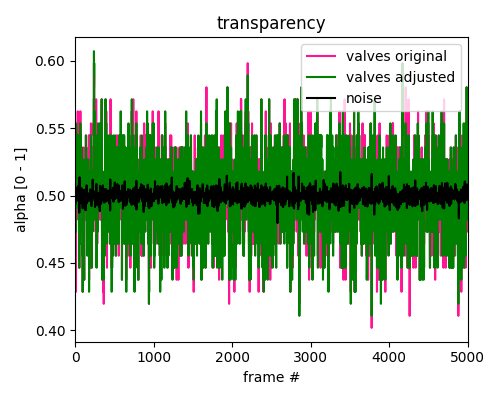 transparency
valves original
valves adjusted
noise
alpha [0 - 1]
0.60
0.55
0.50
0.45
0.40
0 1000 2000 3000 4000 5000
frame #